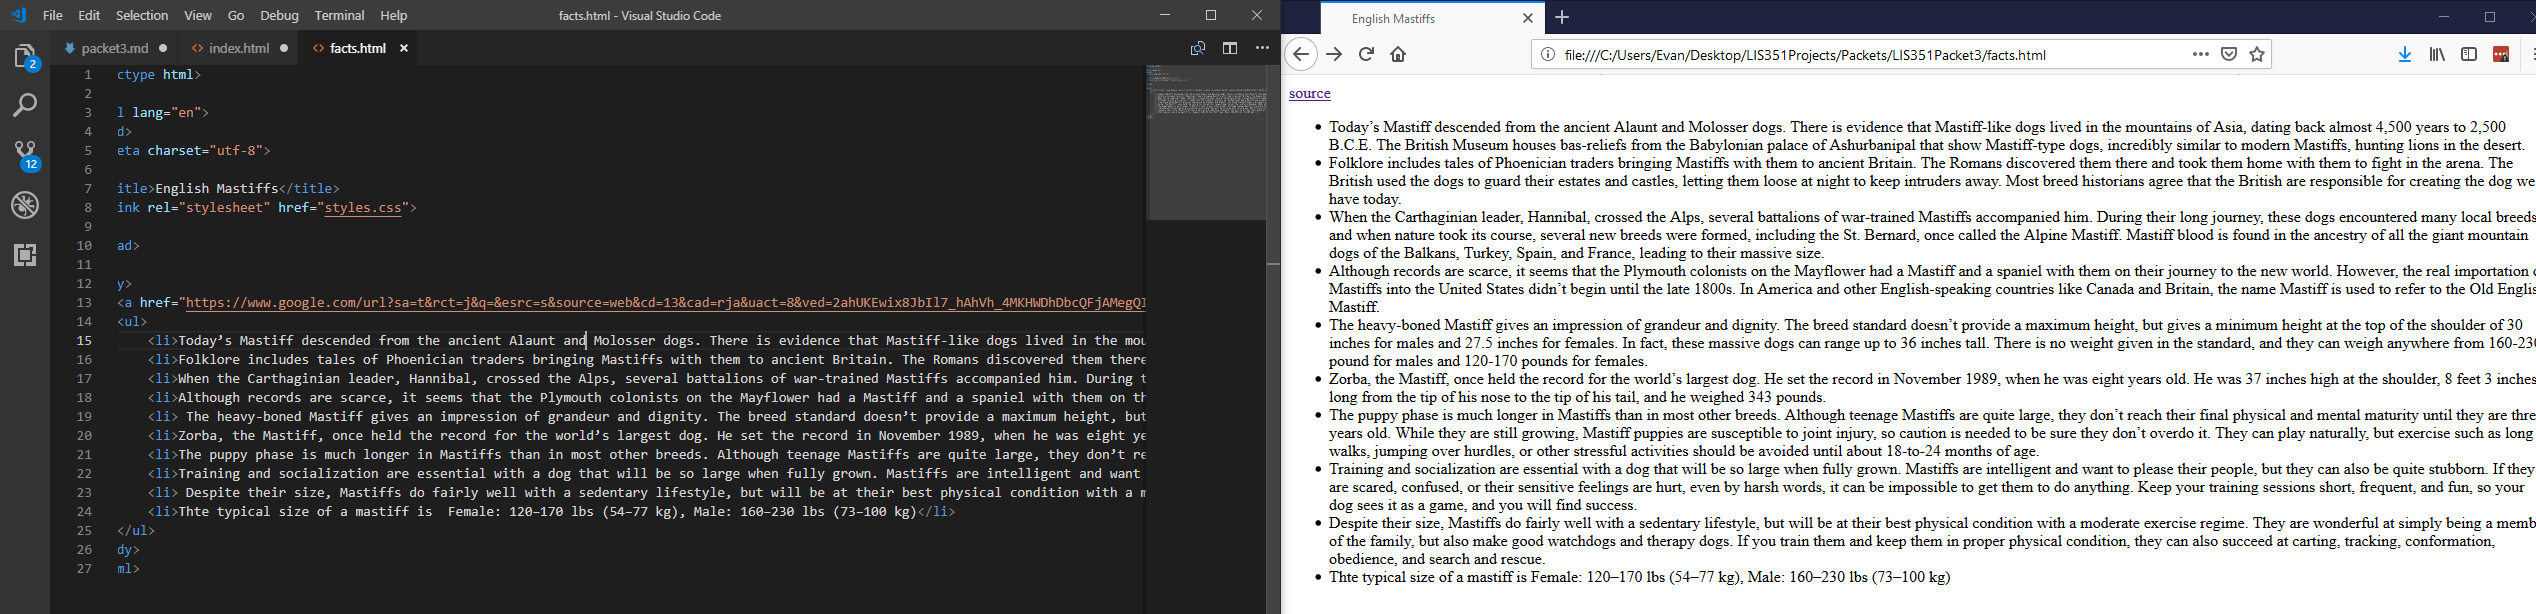 File Edit Selection View Go Debug Terminal Help facts.html - Visual Studio Code
packet3.md index.html facts.html
2
12
1 ctype html>
2
3 l lang="en">
4 d>
5 eta charset="utf-8">
6
7 itle>English Mastiffs</title>
8 ink rel="stylesheet" href="styles.css">
9
10 ad>
11
12 y>
13 <a href="https://www.google.com/url?sa=t&rct=j&q=&esrc=s&source=web&cd=13&cad=rja&uact=8&ved=2ahUKEwix8JbIl7_hAhVh_4MKHWDhDbcQFjAMegQI
14 <ul>
15 <li>Today’s Mastiff descended from the ancient Alaunt and Molosser dogs. There is evidence that Mastiff-like dogs lived in the mou
16 <li>Folklore includes tales of Phoenician traders bringing Mastiffs with them to ancient Britain. The Romans discovered them there
17 <li>When the Carthaginian leader, Hannibal, crossed the Alps, several battalions of war-trained Mastiffs accompanied him. During t
18 <li>Although records are scarce, it seems that the Plymouth colonists on the Mayflower had a Mastiff and a spaniel with them on th
19 <li> The heavy-boned Mastiff gives an impression of grandeur and dignity. The breed standard doesn’t provide a maximum height, but
20 <li>Zorba, the Mastiff, once held the record for the world’s largest dog. He set the record in November 1989, when he was eight ye
21 <li>The puppy phase is much longer in Mastiffs than in most other breeds. Although teenage Mastiffs are quite large, they don’t re
22 <li>Training and socialization are essential with a dog that will be so large when fully grown. Mastiffs are intelligent and want
23 <li> Despite their size, Mastiffs do fairly well with a sedentary lifestyle, but will be at their best physical condition with a m
24 <li>Thte typical size of a mastiff is  Female: 120–170 lbs (54–77 kg), Male: 160–230 lbs (73–100 kg)</li>
25 </ul>
26 dy>
27 ml>
English Mastiffs
file:///C:/Users/Evan/Desktop/LIS351Projects/Packets/LIS351Packet3/facts.html
source
• Today’s Mastiff descended from the ancient Alaunt and Molosser dogs. There is evidence that Mastiff-like dogs lived in the mountains of Asia, dating back almost 4,500 years to 2,500
B.C.E. The British Museum houses bas-reliefs from the Babylonian palace of Ashurbanipal that show Mastiff-type dogs, incredibly similar to modern Mastiffs, hunting lions in the desert.
• Folklore includes tales of Phoenician traders bringing Mastiffs with them to ancient Britain. The Romans discovered them there and took them home with them to fight in the arena. The
British used the dogs to guard their estates and castles, letting them loose at night to keep intruders away. Most breed historians agree that the British are responsible for creating the dog we
have today.
• When the Carthaginian leader, Hannibal, crossed the Alps, several battalions of war-trained Mastiffs accompanied him. During their long journey, these dogs encountered many local breeds
and when nature took its course, several new breeds were formed, including the St. Bernard, once called the Alpine Mastiff. Mastiff blood is found in the ancestry of all the giant mountain
dogs of the Balkans, Turkey, Spain, and France, leading to their massive size.
• Although records are scarce, it seems that the Plymouth colonists on the Mayflower had a Mastiff and a spaniel with them on their journey to the new world. However, the real importation o
Mastiffs into the United States didn’t begin until the late 1800s. In America and other English-speaking countries like Canada and Britain, the name Mastiff is used to refer to the Old Englis
Mastiff.
• The heavy-boned Mastiff gives an impression of grandeur and dignity. The breed standard doesn’t provide a maximum height, but gives a minimum height at the top of the shoulder of 30
inches for males and 27.5 inches for females. In fact, these massive dogs can range up to 36 inches tall. There is no weight given in the standard, and they can weigh anywhere from 160-230
pound for males and 120-170 pounds for females.
• Zorba, the Mastiff, once held the record for the world’s largest dog. He set the record in November 1989, when he was eight years old. He was 37 inches high at the shoulder, 8 feet 3 inches
long from the tip of his nose to the tip of his tail, and he weighed 343 pounds.
• The puppy phase is much longer in Mastiffs than in most other breeds. Although teenage Mastiffs are quite large, they don’t reach their final physical and mental maturity until they are thre
years old. While they are still growing, Mastiff puppies are susceptible to joint injury, so caution is needed to be sure they don’t overdo it. They can play naturally, but exercise such as long
walks, jumping over hurdles, or other stressful activities should be avoided until about 18-to-24 months of age.
• Training and socialization are essential with a dog that will be so large when fully grown. Mastiffs are intelligent and want to please their people, but they can also be quite stubborn. If they
are scared, confused, or their sensitive feelings are hurt, even by harsh words, it can be impossible to get them to do anything. Keep your training sessions short, frequent, and fun, so your
dog sees it as a game, and you will find success.
• Despite their size, Mastiffs do fairly well with a sedentary lifestyle, but will be at their best physical condition with a moderate exercise regime. They are wonderful at simply being a memb
of the family, but also make good watchdogs and therapy dogs. If you train them and keep them in proper physical condition, they can also succeed at carting, tracking, conformation,
obedience, and search and rescue.
• Thte typical size of a mastiff is Female: 120–170 lbs (54–77 kg), Male: 160–230 lbs (73–100 kg)